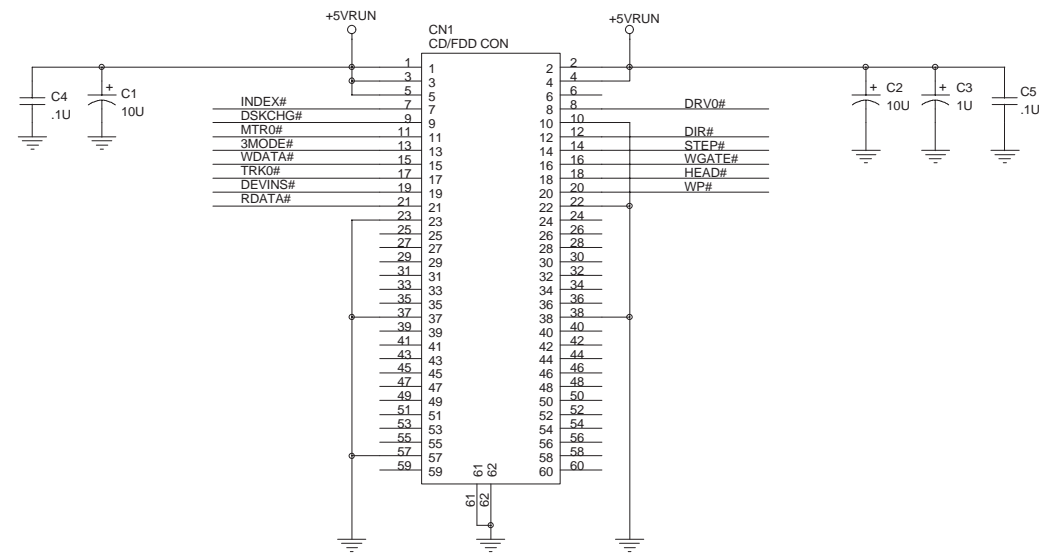 +5VRUN
+5VRUN
CN1
CD/FDD CON
1 1 2 2
3 3 4 4
5 5 6 6
INDEX# 7 7 8 8 DRV0#
DSKCHG# 9 9 10 10
MTR0# 11 11 12 12 DIR#
3MODE# 13 13 14 14 STEP#
WDATA# 15 15 16 16 WGATE#
TRK0# 17 17 18 18 HEAD#
DEVINS# 19 19 20 20 WP#
RDATA# 21 21 22 22
23 23 24 24
25 25 26 26
27 27 28 28
29 29 30 30
31 31 32 32
33 33 34 34
35 35 36 36
37 37 38 38
39 39 40 40
41 41 42 42
43 43 44 44
45 45 46 46
47 47 48 48
49 49 50 50
51 51 52 52
53 53 54 54
55 55 56 56
57 57 58 58
59 59 60 60
61 62
61 62
C4
.1U
+
C1
10U
+
C2
10U
+
C3
1U
C5
.1U